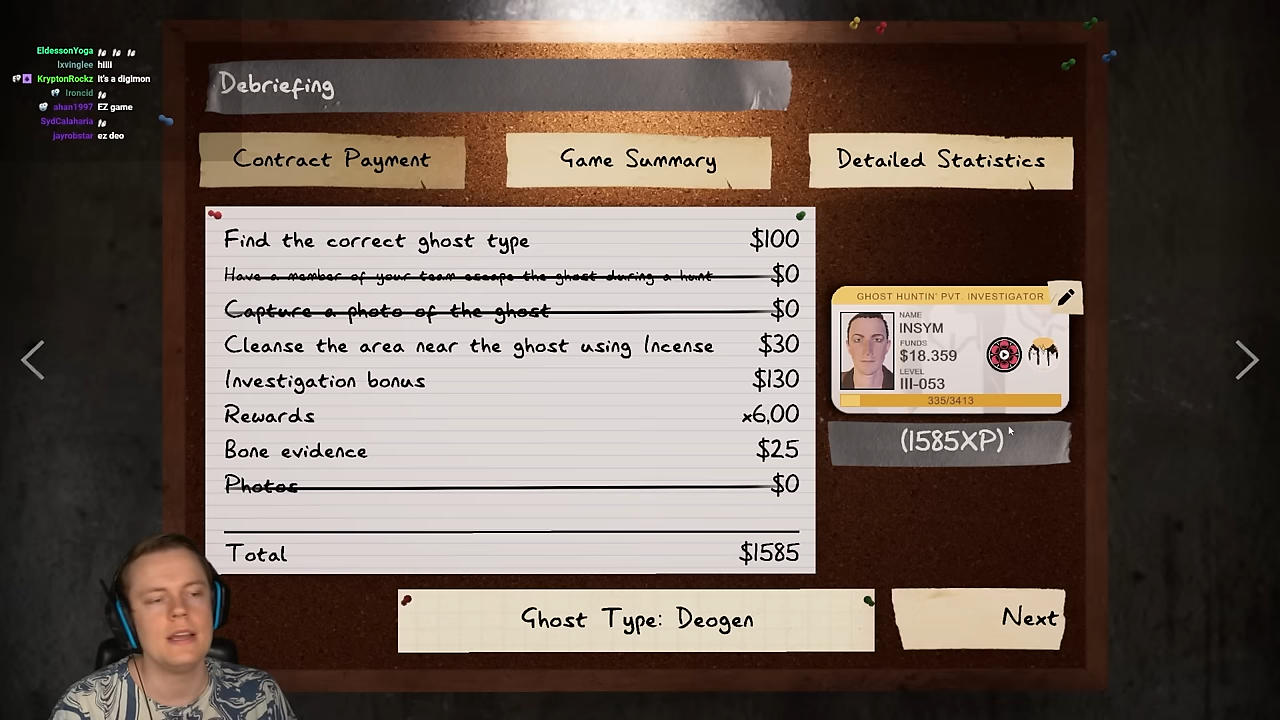 EldessonYoga
lxvinglee hiiii
KryptonRockz It's a digimon
Ironcid
ahan1997 EZ game
SydCalaharia
jayrobstar ez deo
Debriefing
Contract Payment
Game Summary
Detailed Statistics
Find the correct ghost type $100
Have a member of your team escape the ghost during a hunt $0
Capture a photo of the ghost $0
Cleanse the area near the ghost using Incense $30
Investigation bonus $130
Rewards x6,00
Bone evidence $25
Photos $0
Total $1585
GHOST HUNTIN' PVT. INVESTIGATOR
NAME
INSYM
FUNDS
$18.359
LEVEL
III-053
335/3413
(1585XP)
Ghost Type: Deogen
Next